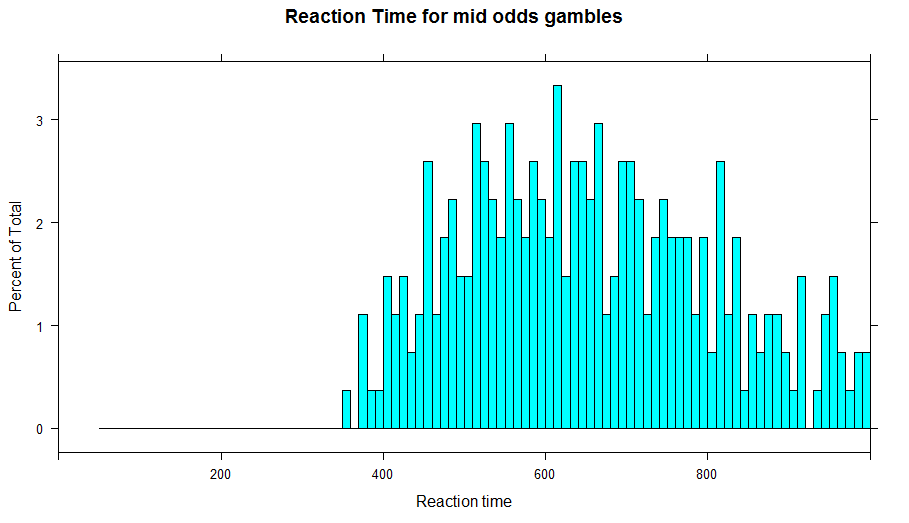 Reaction Time for mid odds gambles
Percent of Total
3
2
1
0
200 400 600 800
Reaction time